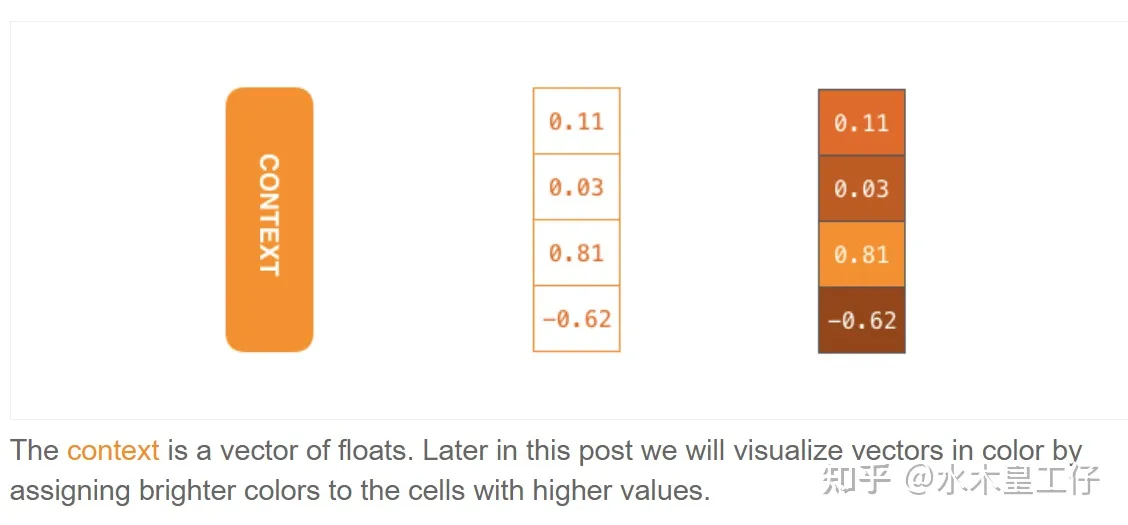 CONTEXT
0.11
0.03
0.81
-0.62
0.11
0.03
0.81
-0.62
The context is a vector of floats. Later in this post we will visualize vectors in color by
assigning brighter colors to the cells with higher values.
知乎 @水木皇工仔